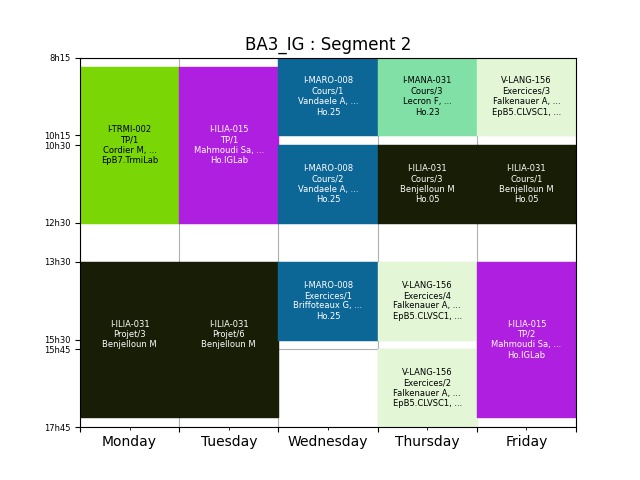 BA3_IG : Segment 2
8h15
10h15
10h30
12h30
13h30
15h30
15h45
17h45
I-TRMI-002
TP/1
Cordier M, ...
EpB7.TrmiLab
I-ILIA-015
TP/1
Mahmoudi Sa, ...
Ho.IGLab
I-MARO-008
Cours/1
Vandaele A, ...
Ho.25
I-MANA-031
Cours/3
Lecron F, ...
Ho.23
V-LANG-156
Exercices/3
Falkenauer A, ...
EpB5.CLVSC1, ...
I-MARO-008
Cours/2
Vandaele A, ...
Ho.25
I-ILIA-031
Cours/3
Benjelloun M
Ho.05
I-ILIA-031
Cours/1
Benjelloun M
Ho.05
I-ILIA-031
Projet/3
Benjelloun M
I-ILIA-031
Projet/6
Benjelloun M
I-MARO-008
Exercices/1
Briffoteaux G, ...
Ho.25
V-LANG-156
Exercices/4
Falkenauer A, ...
EpB5.CLVSC1, ...
I-ILIA-015
TP/2
Mahmoudi Sa, ...
Ho.IGLab
V-LANG-156
Exercices/2
Falkenauer A, ...
EpB5.CLVSC1, ...
Monday
Tuesday
Wednesday
Thursday
Friday